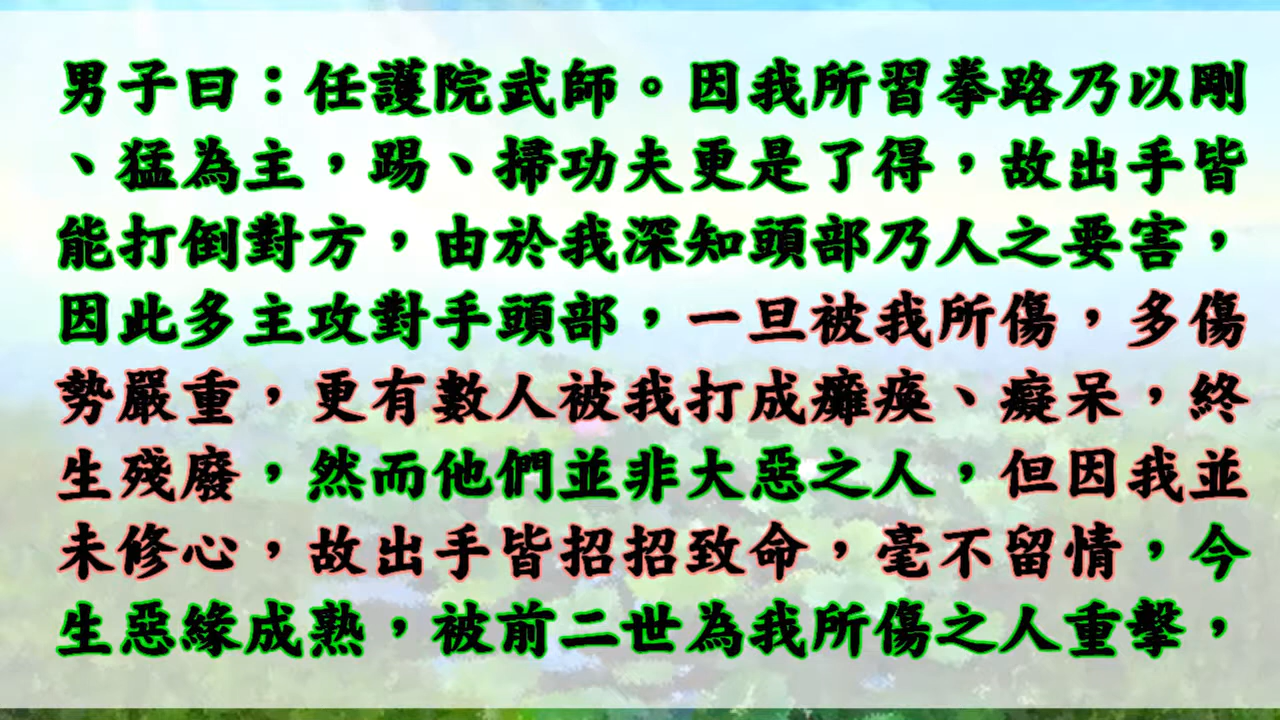 男子曰：任護院武師。因我所習拳路乃以剛
、猛為主，踢、掃功夫更是了得，故出手皆
能打倒對方，由於我深知頭部乃人之要害，
因此多主攻對手頭部，一旦被我所傷，多傷
勢嚴重，更有數人被我打成癱瘓、癡呆，終
生殘廢，然而他們並非大惡之人，但因我並
未修心，故出手皆招招致命，毫不留情，今
生惡緣成熟，被前二世為我所傷之人重擊，